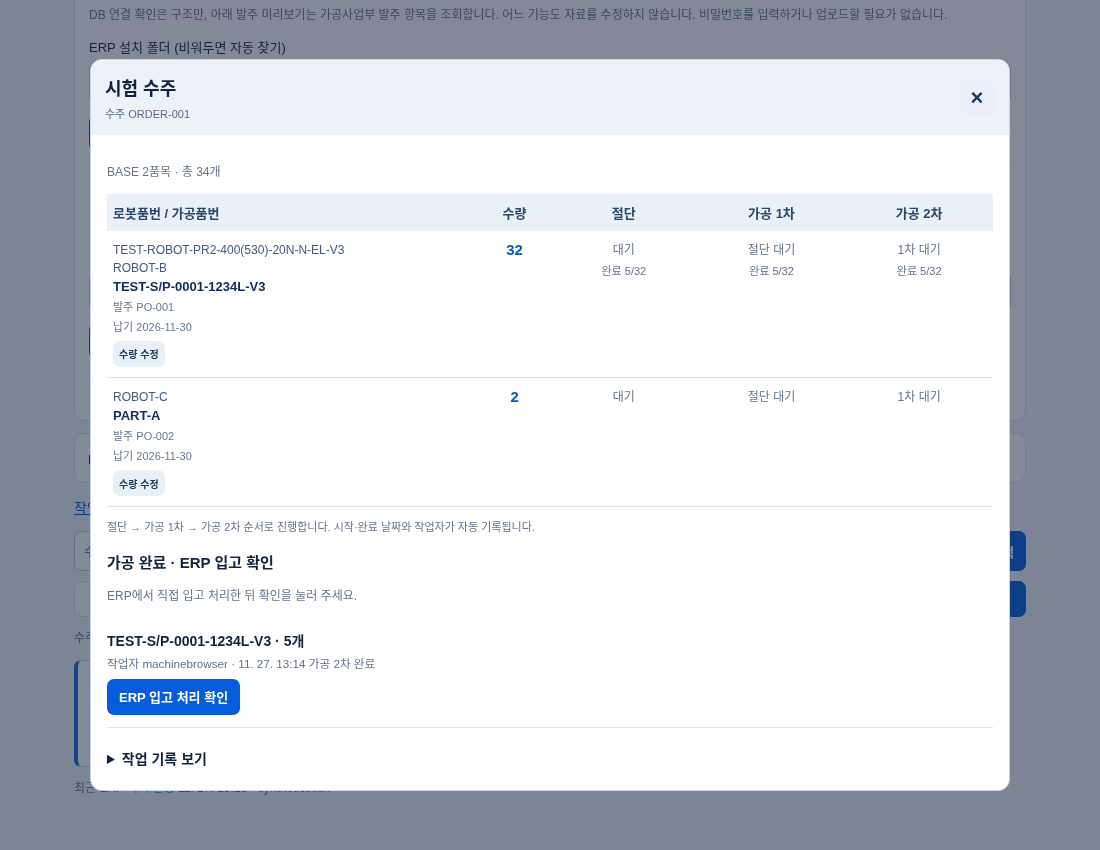 DB 연결 확인은 구조만, 아래 발주 미리보기는 가공사업부 발주 항목을 조회합니다. 어느 기능도 자료를 수정하지 않습니다. 비밀번호를 입력하거나 업로드할 필요가 없습니다.
ERP 설치 폴더 (비워두면 자동 찾기)
시험 수주
×
수주 ORDER-001
BASE 2품목 · 총 34개
로봇품번 / 가공품번 수량 절단 가공 1차 가공 2차
TEST-ROBOT-PR2-400(530)-20N-N-EL-V3 32 대기 절단 대기 1차 대기
ROBOT-B 완료 5/32 완료 5/32 완료 5/32
TEST-S/P-0001-1234L-V3
발주 PO-001
납기 2026-11-30
수량 수정
ROBOT-C 2 대기 절단 대기 1차 대기
PART-A
발주 PO-002
납기 2026-11-30
수량 수정
절단 → 가공 1차 → 가공 2차 순서로 진행합니다. 시작·완료 날짜와 작업자가 자동 기록됩니다.
가공 완료 · ERP 입고 확인
ERP에서 직접 입고 처리한 뒤 확인을 눌러 주세요.
TEST-S/P-0001-1234L-V3 · 5개
작업자 machinebrowser · 11. 27. 13:14 가공 2차 완료
ERP 입고 처리 확인
▶ 작업 기록 보기
수주
최근